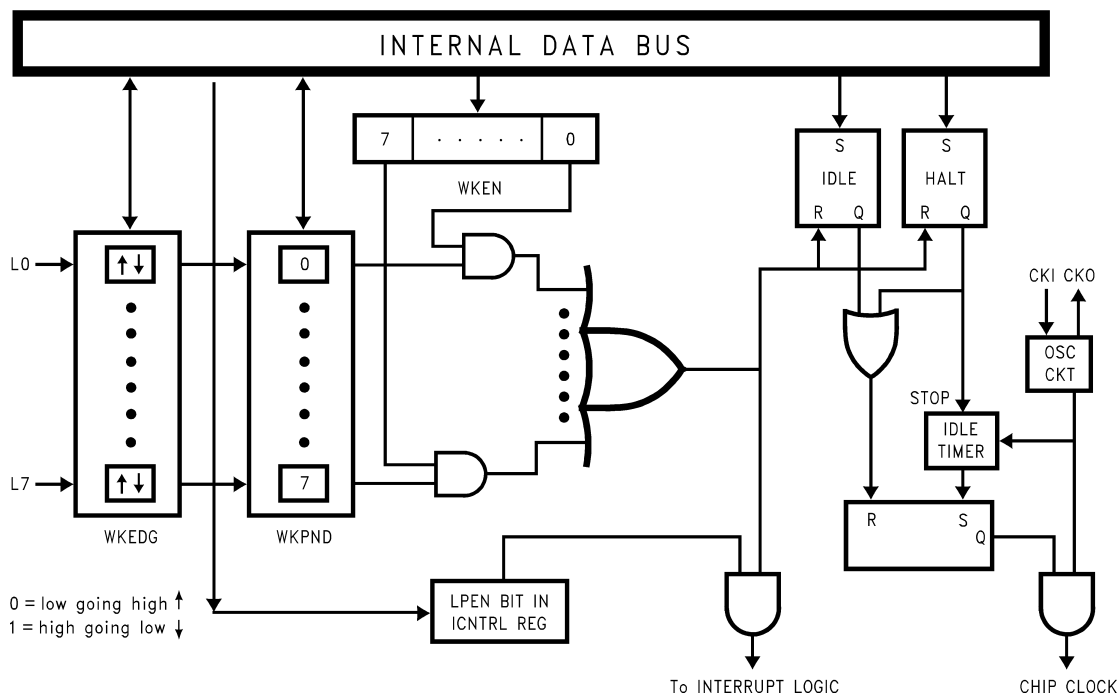 INTERNAL DATA BUS
7 . . . . . 0
WKEN
S
IDLE
R Q
S
HALT
R Q
L0
↑↓
0
L7
↑↓
7
WKEDG
WKPND
CKI CKO
OSC
CKT
STOP
IDLE
TIMER
R S
Q
0 = low going high ↑
1 = high going low ↓
LPEN BIT IN
ICNTRL REG
To INTERRUPT LOGIC
CHIP CLOCK